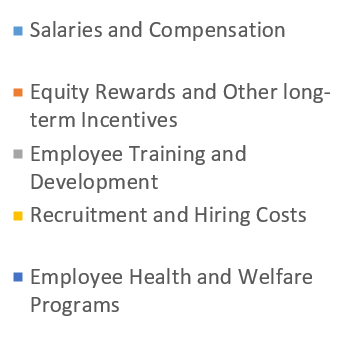 Salaries and Compensation
Equity Rewards and Other long-
term Incentives
Employee Training and
Development
Recruitment and Hiring Costs
Employee Health and Welfare
Programs